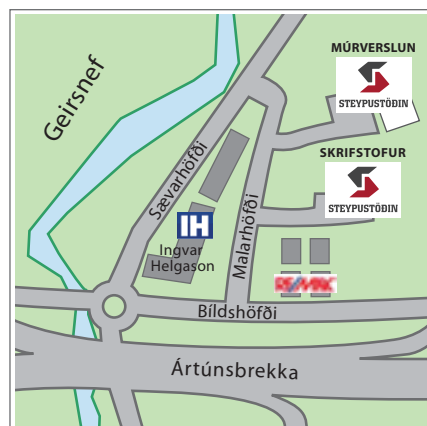 MÚRVERSLUN
STEYPUSTÖÐIN
Geirsnef
SKRIFSTOFUR
STEYPUSTÖÐIN
Sævarhöfði
Malarhöfði
IH
Ingvar
Helgason
RE/MAX
Bíldshöfði
Ártúnsbrekka